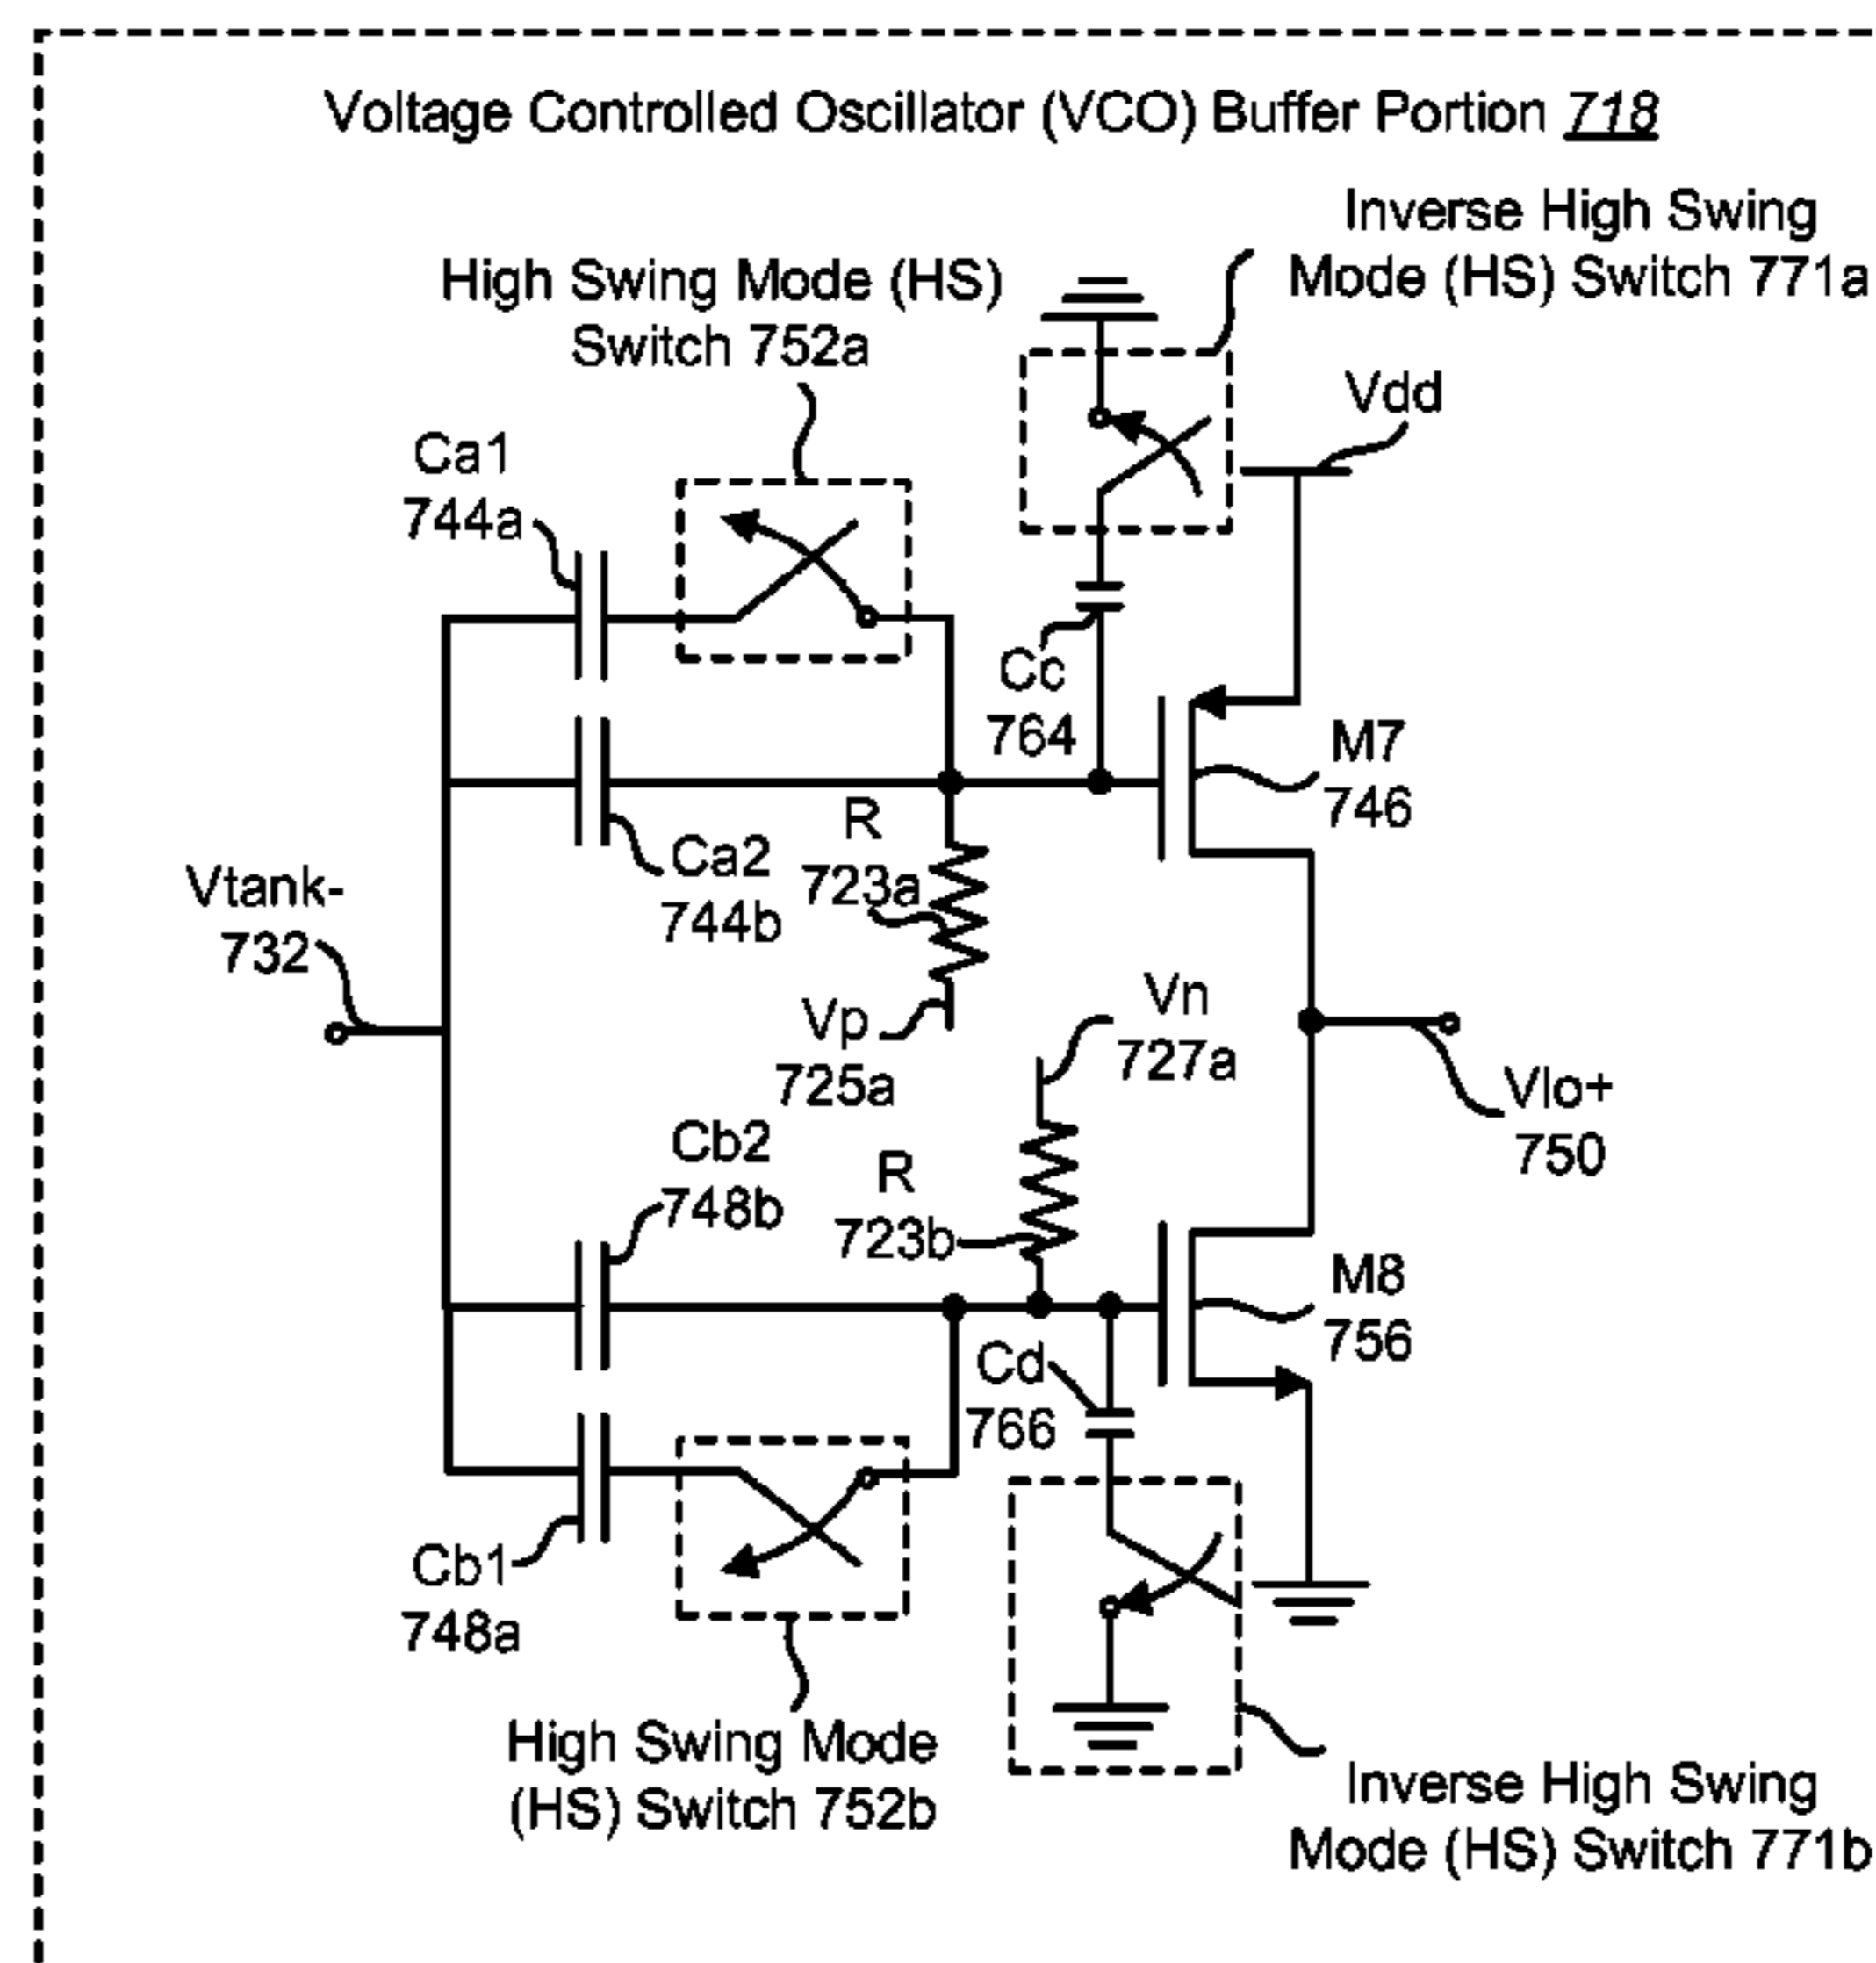 Voltage Controlled Oscillator (VCO) Buffer Portion 718
Inverse High Swing
Mode (HS) Switch 771a
High Swing Mode (HS)
Switch 752a
Vdd
Ca1
744a
Cc
764
M7
746
R
723a
Ca2
744b
Vtank-
732
Vp
725a
Vn
727a
Vlo+
750
Cb2
748b
R
723b
M8
756
Cd
766
Cb1
748a
High Swing Mode
(HS) Switch 752b
Inverse High Swing
Mode (HS) Switch 771b